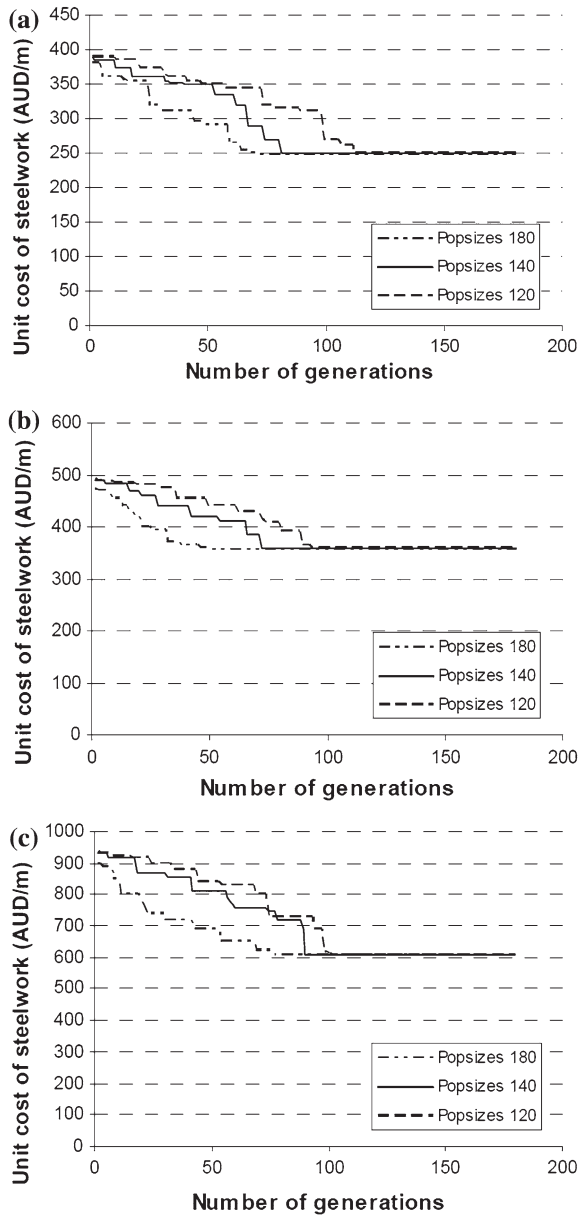 (a)
Unit cost of steelwork (AUD/m)
450
400
350
300
250
200
150
100
50
0
Popsizes 180
Popsizes 140
Popsizes 120
0 50 100 150 200
Number of generations
(b)
Unit cost of steelwork (AUD/m)
600
500
400
300
200
100
0
Popsizes 180
Popsizes 140
Popsizes 120
0 50 100 150 200
Number of generations
(c)
Unit cost of steelwork (AUD/m)
1000
900
800
700
600
500
400
300
200
100
0
Popsizes 180
Popsizes 140
Popsizes 120
0 50 100 150 200
Number of generations